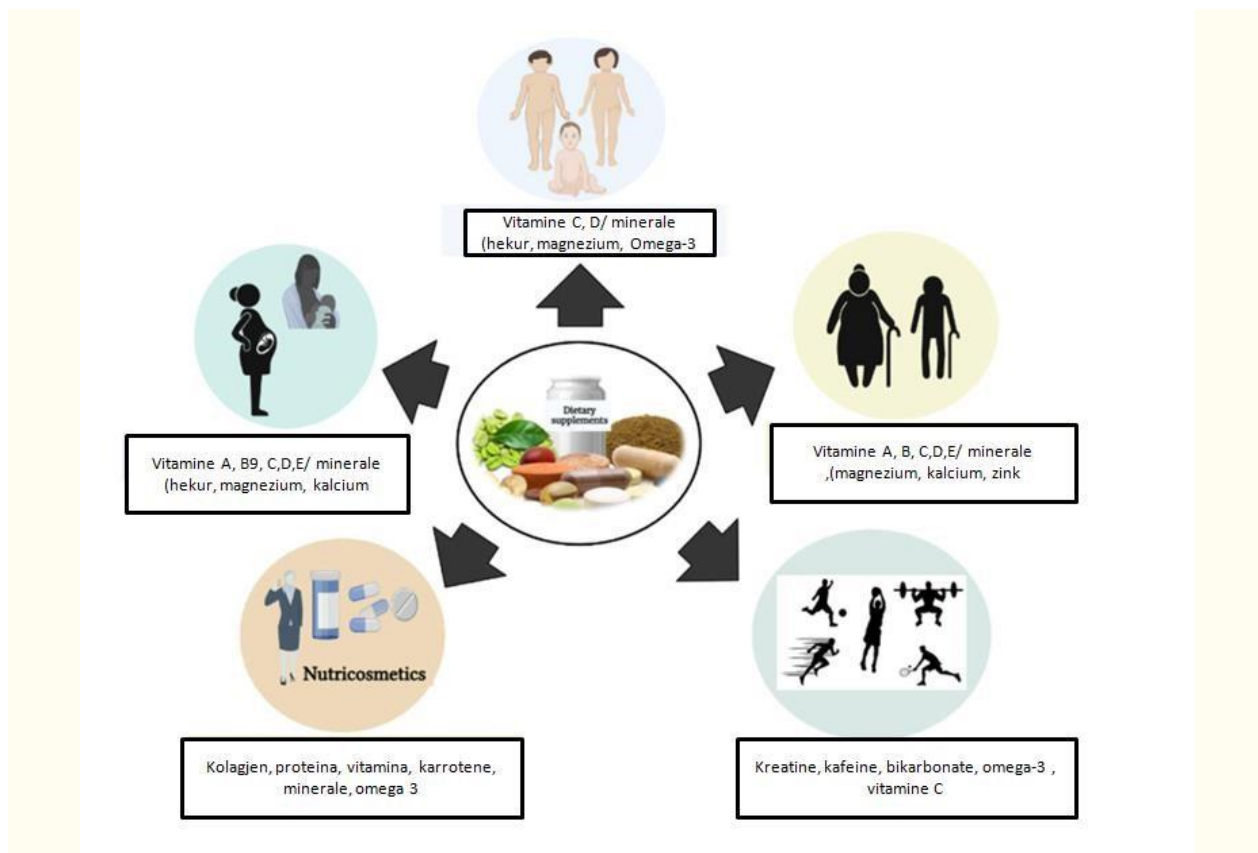 Vitamine C, D/ minerale
(hekur, magnezium, Omega-3
Dietary
supplements
Vitamine A, B9, C,D,E/ minerale
(hekur, magnezium, kalcium
Vitamine A, B, C,D,E/ minerale
,(magnezium, kalcium, zink
Nutricosmetics
Kolagjen, proteina, vitamina, karrotene,
minerale, omega 3
Kreatine, kafeine, bikarbonate, omega-3 ,
vitamine C